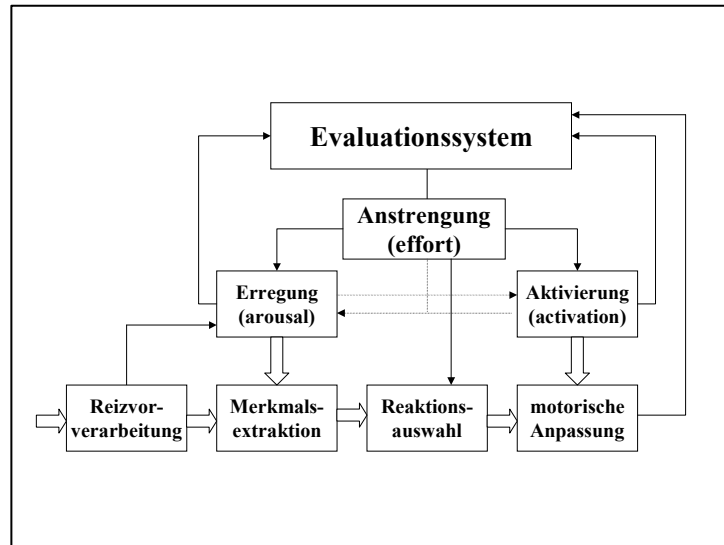 Evaluationssystem
Anstrengung
(effort)
Erregung
(arousal)
Aktivierung
(activation)
Reizvor-
verarbeitung
Merkmals-
extraktion
Reaktions-
auswahl
motorische
Anpassung